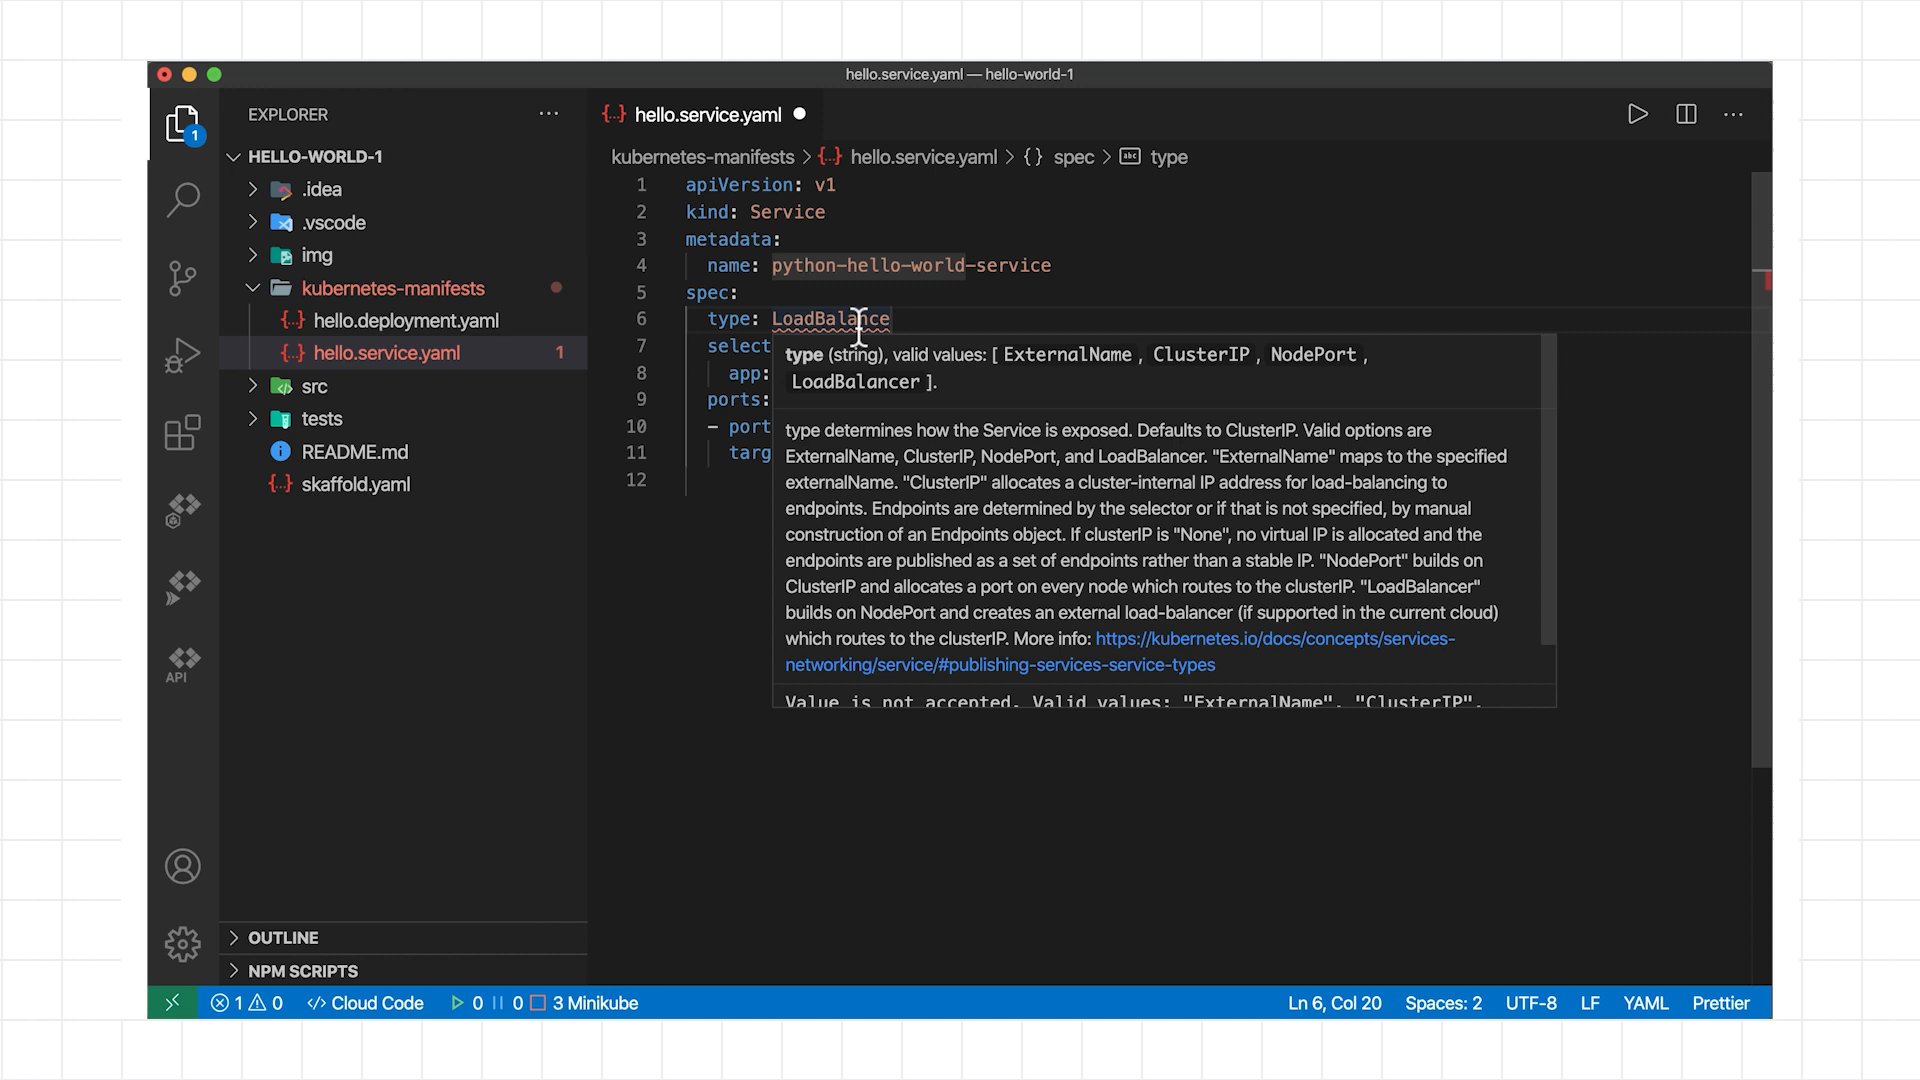 hello.service.yaml — hello-world-1
1
EXPLORER
HELLO-WORLD-1
.idea
.vscode
img
kubernetes-manifests
{..} hello.deployment.yaml
{..} hello.service.yaml 1
src
tests
README.md
{..} skaffold.yaml
OUTLINE
NPM SCRIPTS
API
{..} hello.service.yaml
kubernetes-manifests > {..} hello.service.yaml > {} spec > abc type
1 apiVersion: v1
2 kind: Service
3 metadata:
4 name: python-hello-world-service
5 spec:
6 type: LoadBalance
7 select
8 app:
9 ports:
10 - port
11 targ
12
type (string), valid values: [ ExternalName , ClusterIP , NodePort ,
LoadBalancer ].
type determines how the Service is exposed. Defaults to ClusterIP. Valid options are
ExternalName, ClusterIP, NodePort, and LoadBalancer. "ExternalName" maps to the specified
externalName. "ClusterIP" allocates a cluster-internal IP address for load-balancing to
endpoints. Endpoints are determined by the selector or if that is not specified, by manual
construction of an Endpoints object. If clusterIP is "None", no virtual IP is allocated and the
endpoints are published as a set of endpoints rather than a stable IP. "NodePort" builds on
ClusterIP and allocates a port on every node which routes to the clusterIP. "LoadBalancer"
builds on NodePort and creates an external load-balancer (if supported in the current cloud)
which routes to the clusterIP. More info: https://kubernetes.io/docs/concepts/services-
networking/service/#publishing-services-service-types
Value is not accepted. Valid values: "ExternalName", "ClusterIP",
1 0 </> Cloud Code 0 0 3 Minikube Ln 6, Col 20 Spaces: 2 UTF-8 LF YAML Prettier